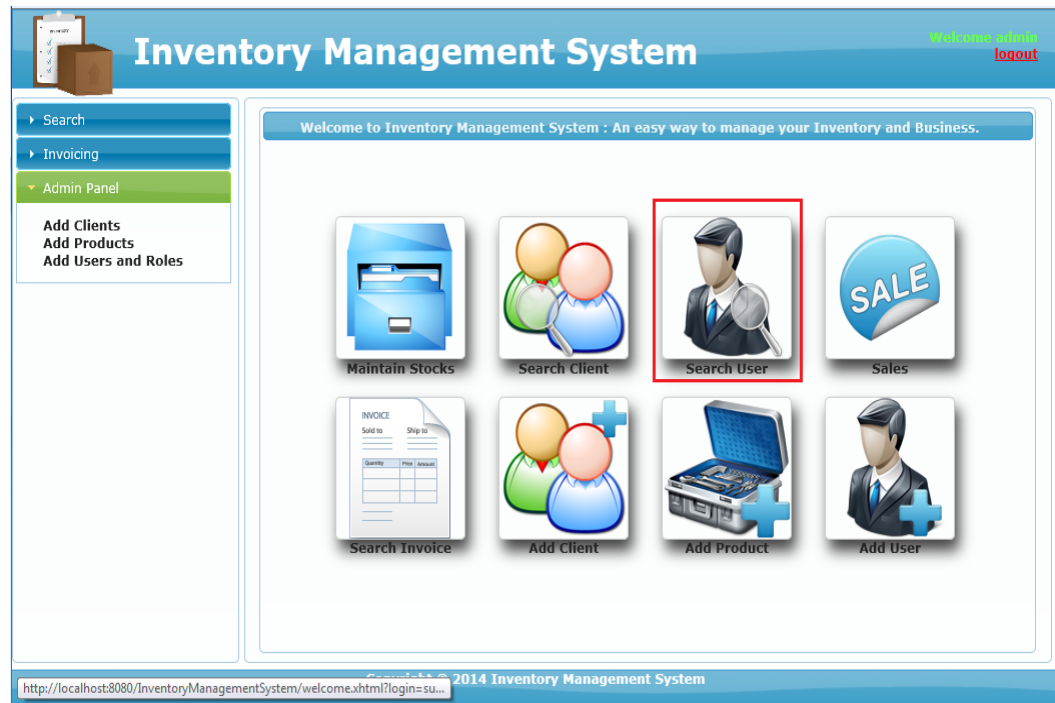 Inventory Management System
Welcome admin
logout
Search
Invoicing
Admin Panel
Add Clients
Add Products
Add Users and Roles
Welcome to Inventory Management System : An easy way to manage your Inventory and Business.
SALE
Maintain Stocks
Search Client
Search User
Sales
INVOICE
Sold to Ship to
Quantity Price Amount
Search Invoice
Add Client
Add Product
Add User
Copyright © 2014 Inventory Management System
http://localhost:8080/InventoryManagementSystem/welcome.xhtml?login=su...